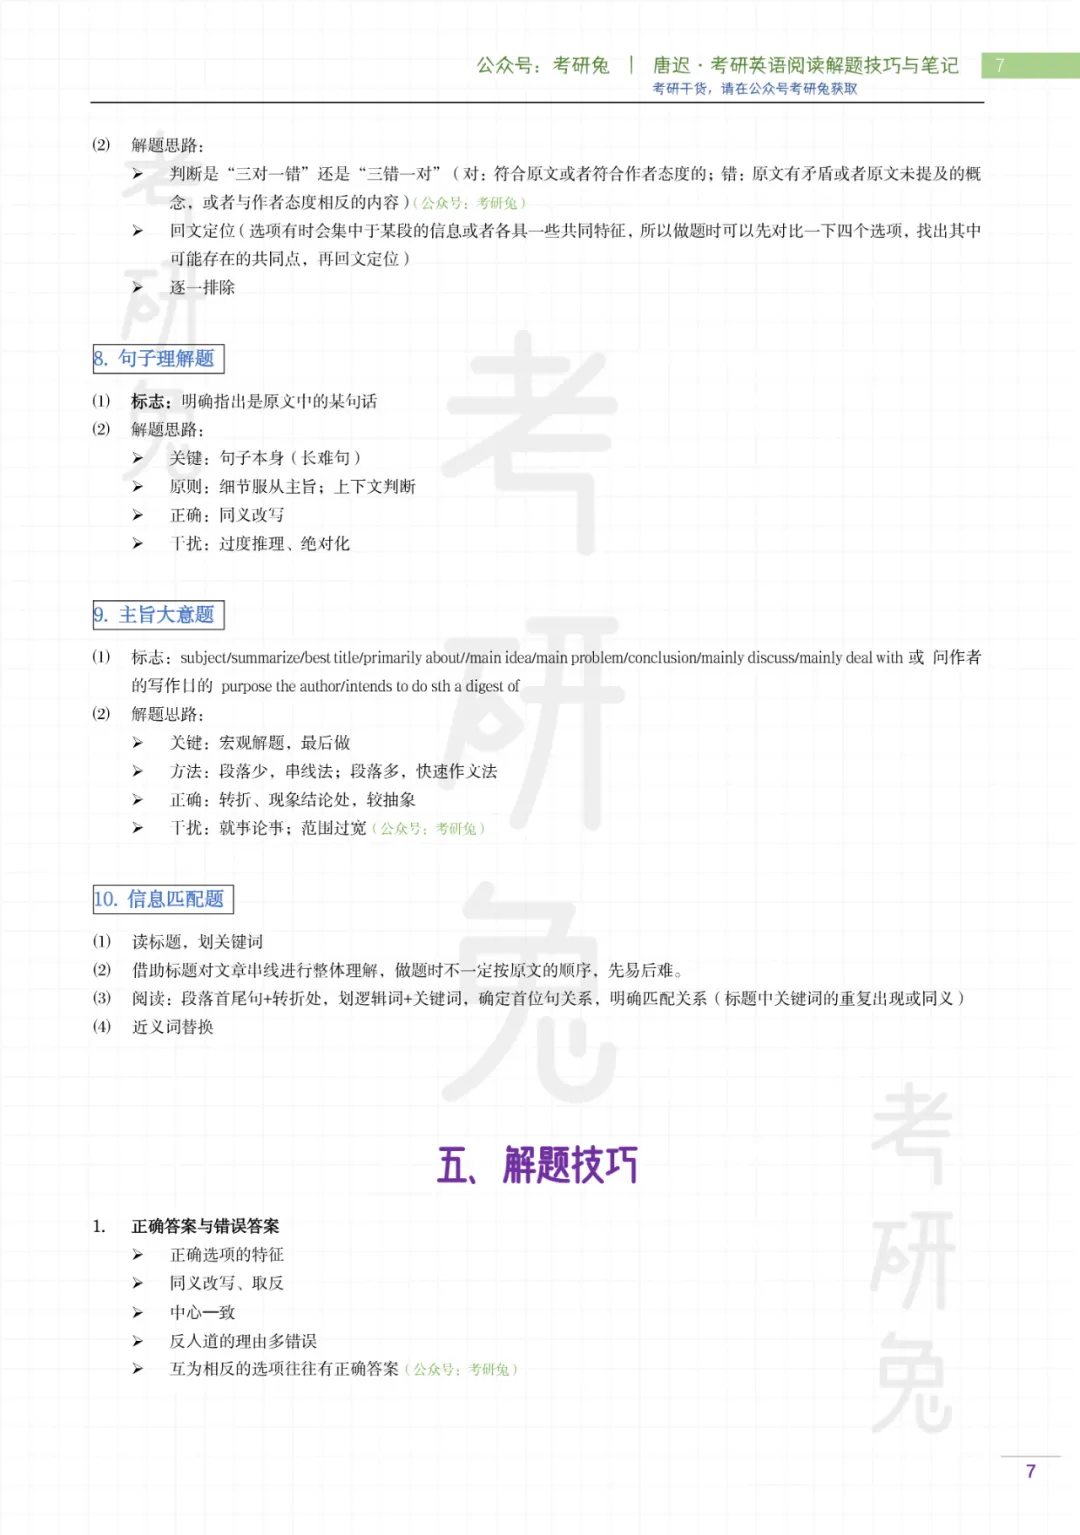 公众号：考研兔 | 唐迟·考研英语阅读解题技巧与笔记 7
考研干货，请在公众号考研兔获取
⑵ 解题思路：
➢ 判断是“三对一错”还是“三错一对”（对：符合原文或者符合作者态度的；错：原文有矛盾或者原文未提及的概
念，或者与作者态度相反的内容）（公众号：考研兔）
➢ 回文定位（选项有时会集中于某段的信息或者各具一些共同特征，所以做题时可以先对比一下四个选项，找出其中
可能存在的共同点，再回文定位）
➢ 逐一排除
8. 句子理解题
⑴ 标志：明确指出是原文中的某句话
⑵ 解题思路：
➢ 关键：句子本身（长难句）
➢ 原则：细节服从主旨；上下文判断
➢ 正确：同义改写
➢ 干扰：过度推理、绝对化
9. 主旨大意题
⑴ 标志：subject/summarize/best title/primarily about//main idea/main problem/conclusion/mainly discuss/mainly deal with 或 问作者
的写作目的 purpose the author/intends to do sth a digest of
⑵ 解题思路：
➢ 关键：宏观解题，最后做
➢ 方法：段落少，串线法；段落多，快速作文法
➢ 正确：转折、现象结论处，较抽象
➢ 干扰：就事论事；范围过宽（公众号：考研兔）
10. 信息匹配题
⑴ 读标题，划关键词
⑵ 借助标题对文章串线进行整体理解，做题时不一定按原文的顺序，先易后难。
⑶ 阅读：段落首尾句+转折处，划逻辑词+关键词，确定首位句关系，明确匹配关系（标题中关键词的重复出现或同义）
⑷ 近义词替换
五、解题技巧
1. 正确答案与错误答案
➢ 正确选项的特征
➢ 同义改写、取反
➢ 中心一致
➢ 反人道的理由多错误
➢ 互为相反的选项往往有正确答案（公众号：考研兔）
7
考研兔
考研兔
考研兔